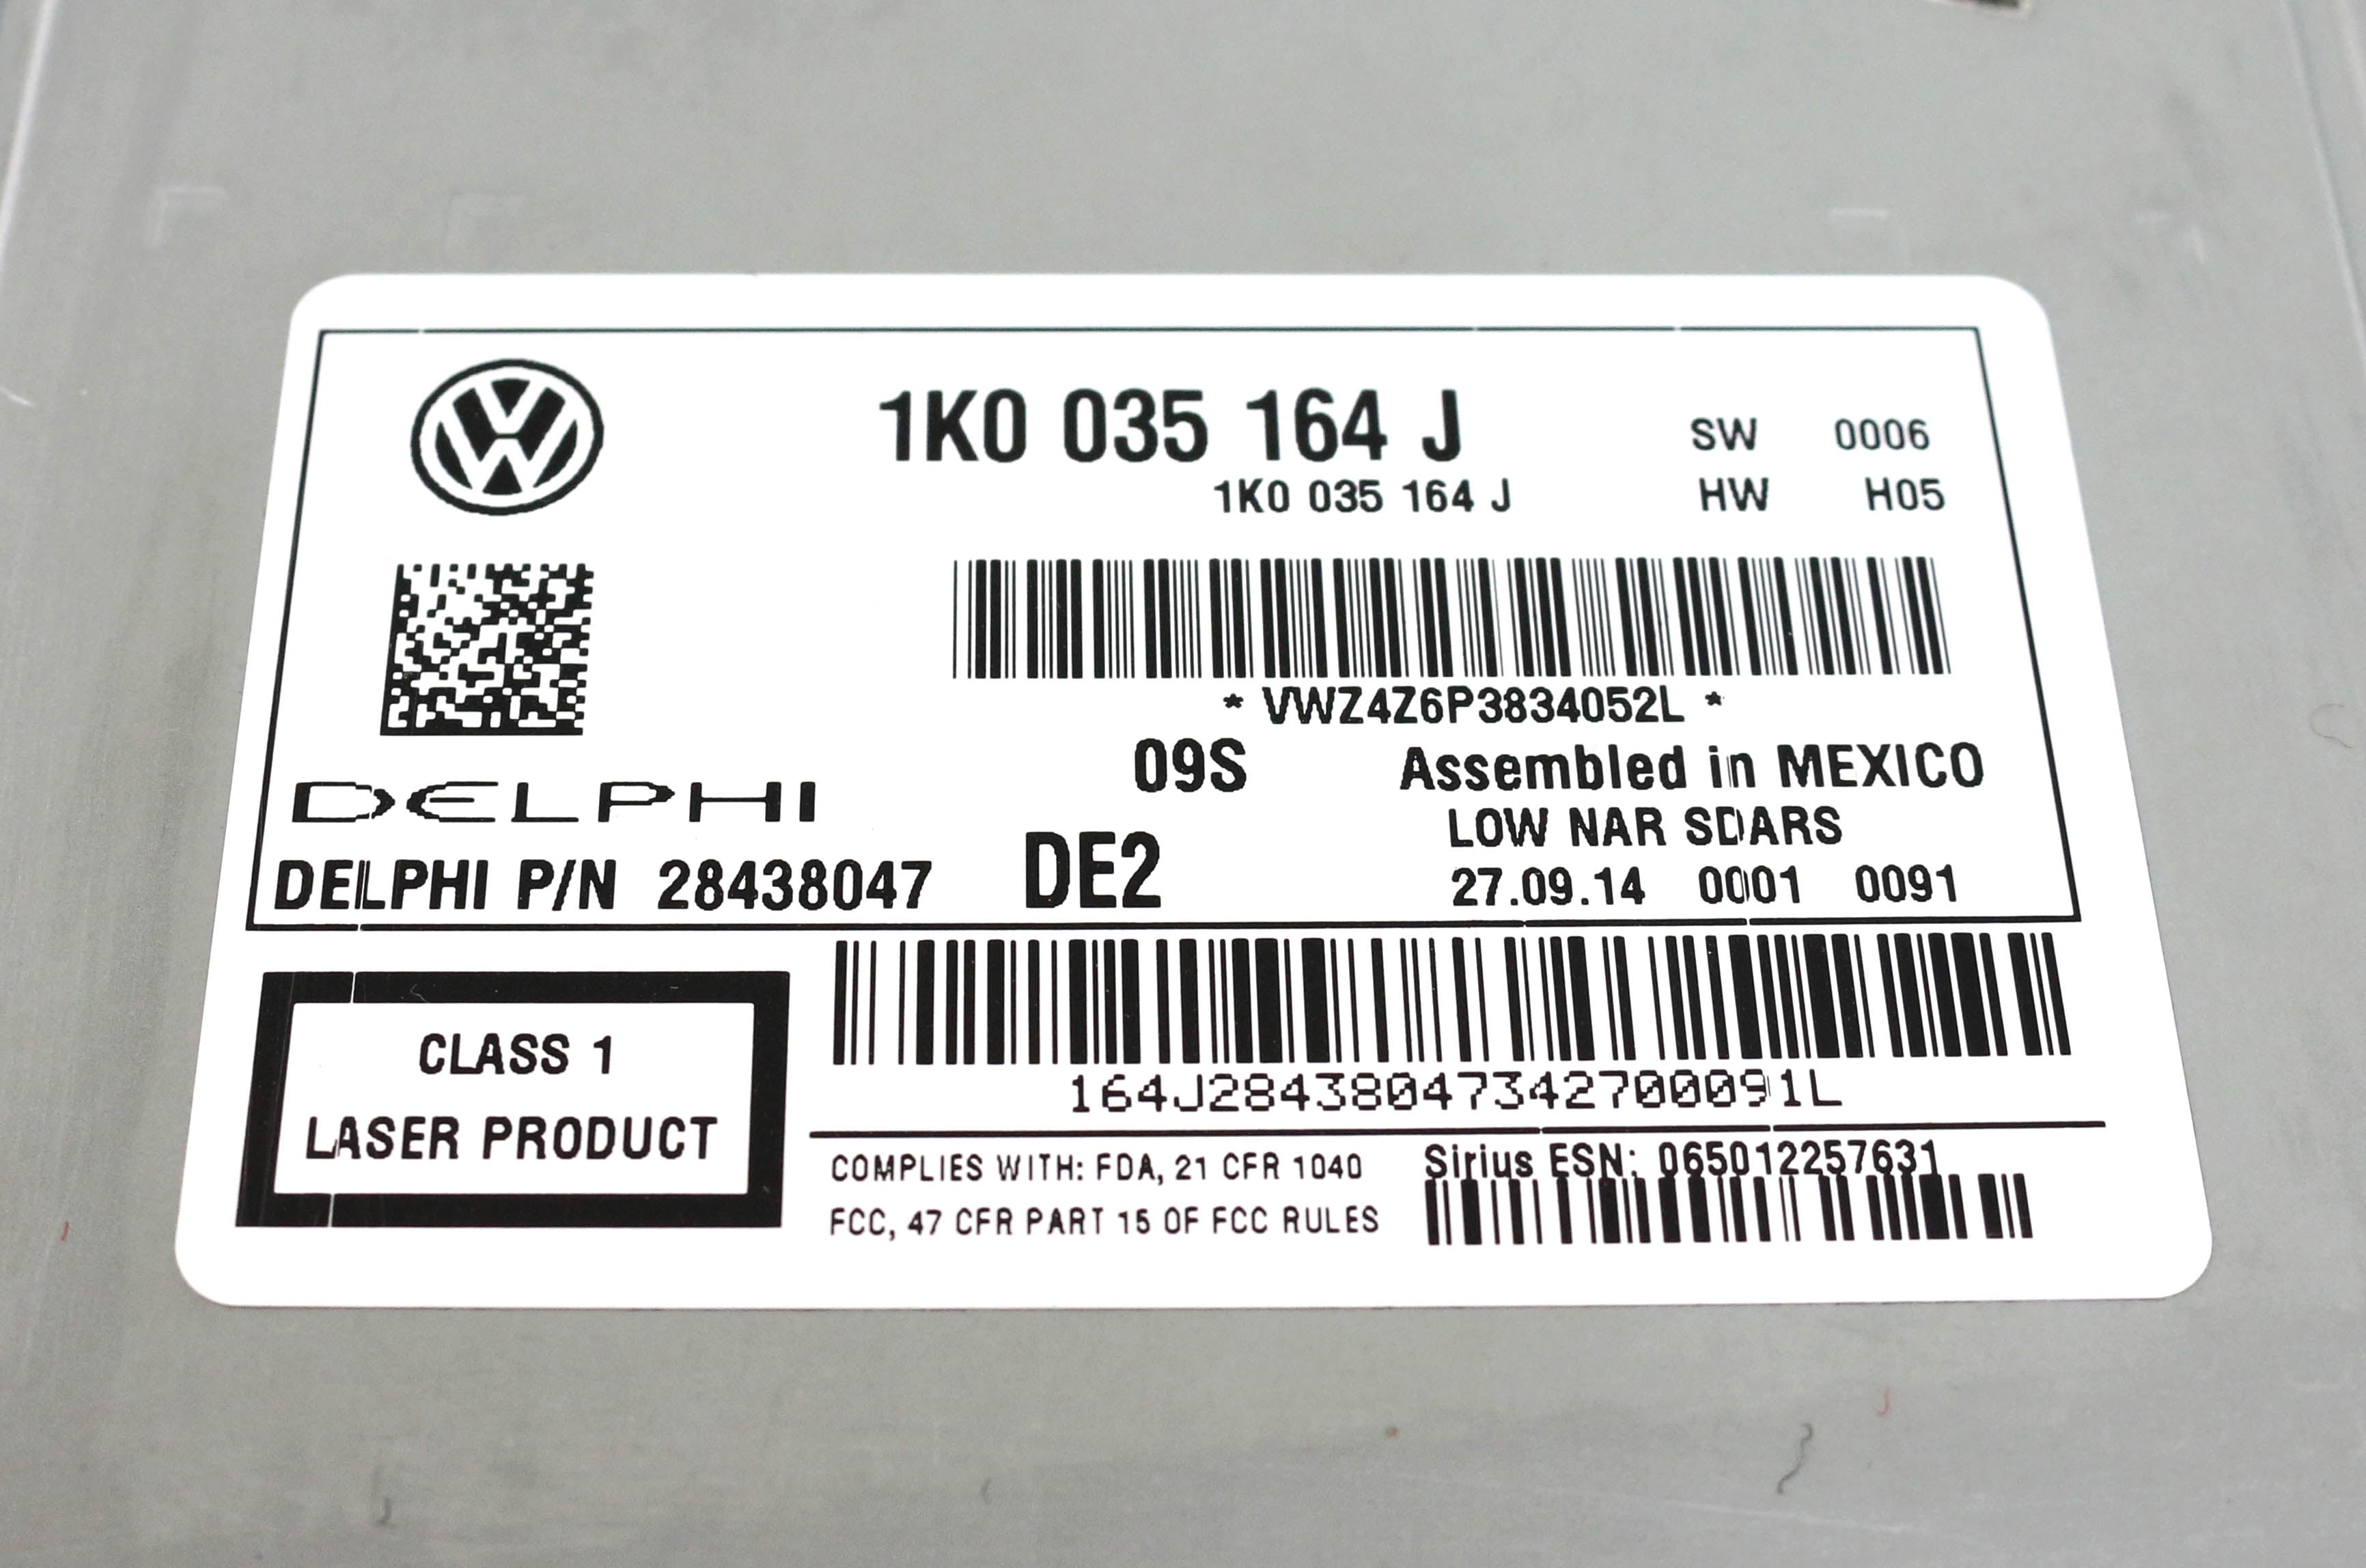 1K0 035 164 J SW 0006
1K0 035 164 J HW H05
* VWZ4Z6P3834052L *
09S Assembled in MEXICO
DELPHI LOW NAR SDARS
DELPHI P/N 28438047 DE2 27.09.14 0001 0091
164J28438047342700091L
CLASS 1
LASER PRODUCT
COMPLIES WITH: FDA, 21 CFR 1040
FCC, 47 CFR PART 15 OF FCC RULES
Sirius ESN: 065012257631